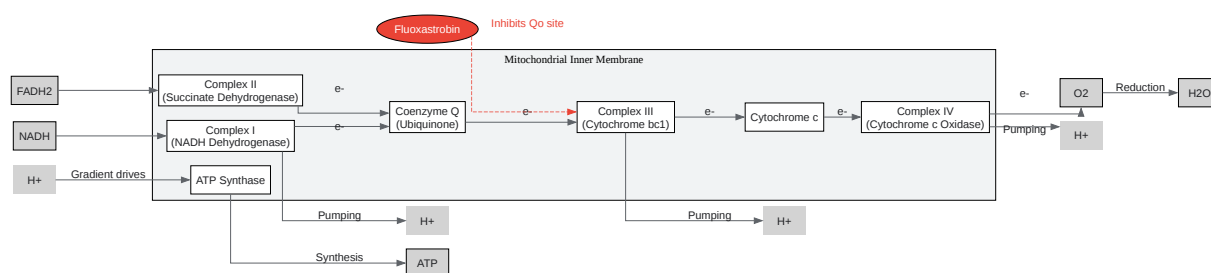 Fluoxastrobin
Inhibits Qo site
Mitochondrial Inner Membrane
FADH2
Complex II
(Succinate Dehydrogenase)
e-
Coenzyme Q
(Ubiquinone)
e-
Complex III
(Cytochrome bc1)
e-
Cytochrome c
e-
Complex IV
(Cytochrome c Oxidase)
e-
O2
Reduction
H2O
NADH
Complex I
(NADH Dehydrogenase)
e-
Pumping
H+
H+
Gradient drives
ATP Synthase
Pumping
H+
Pumping
H+
Synthesis
ATP